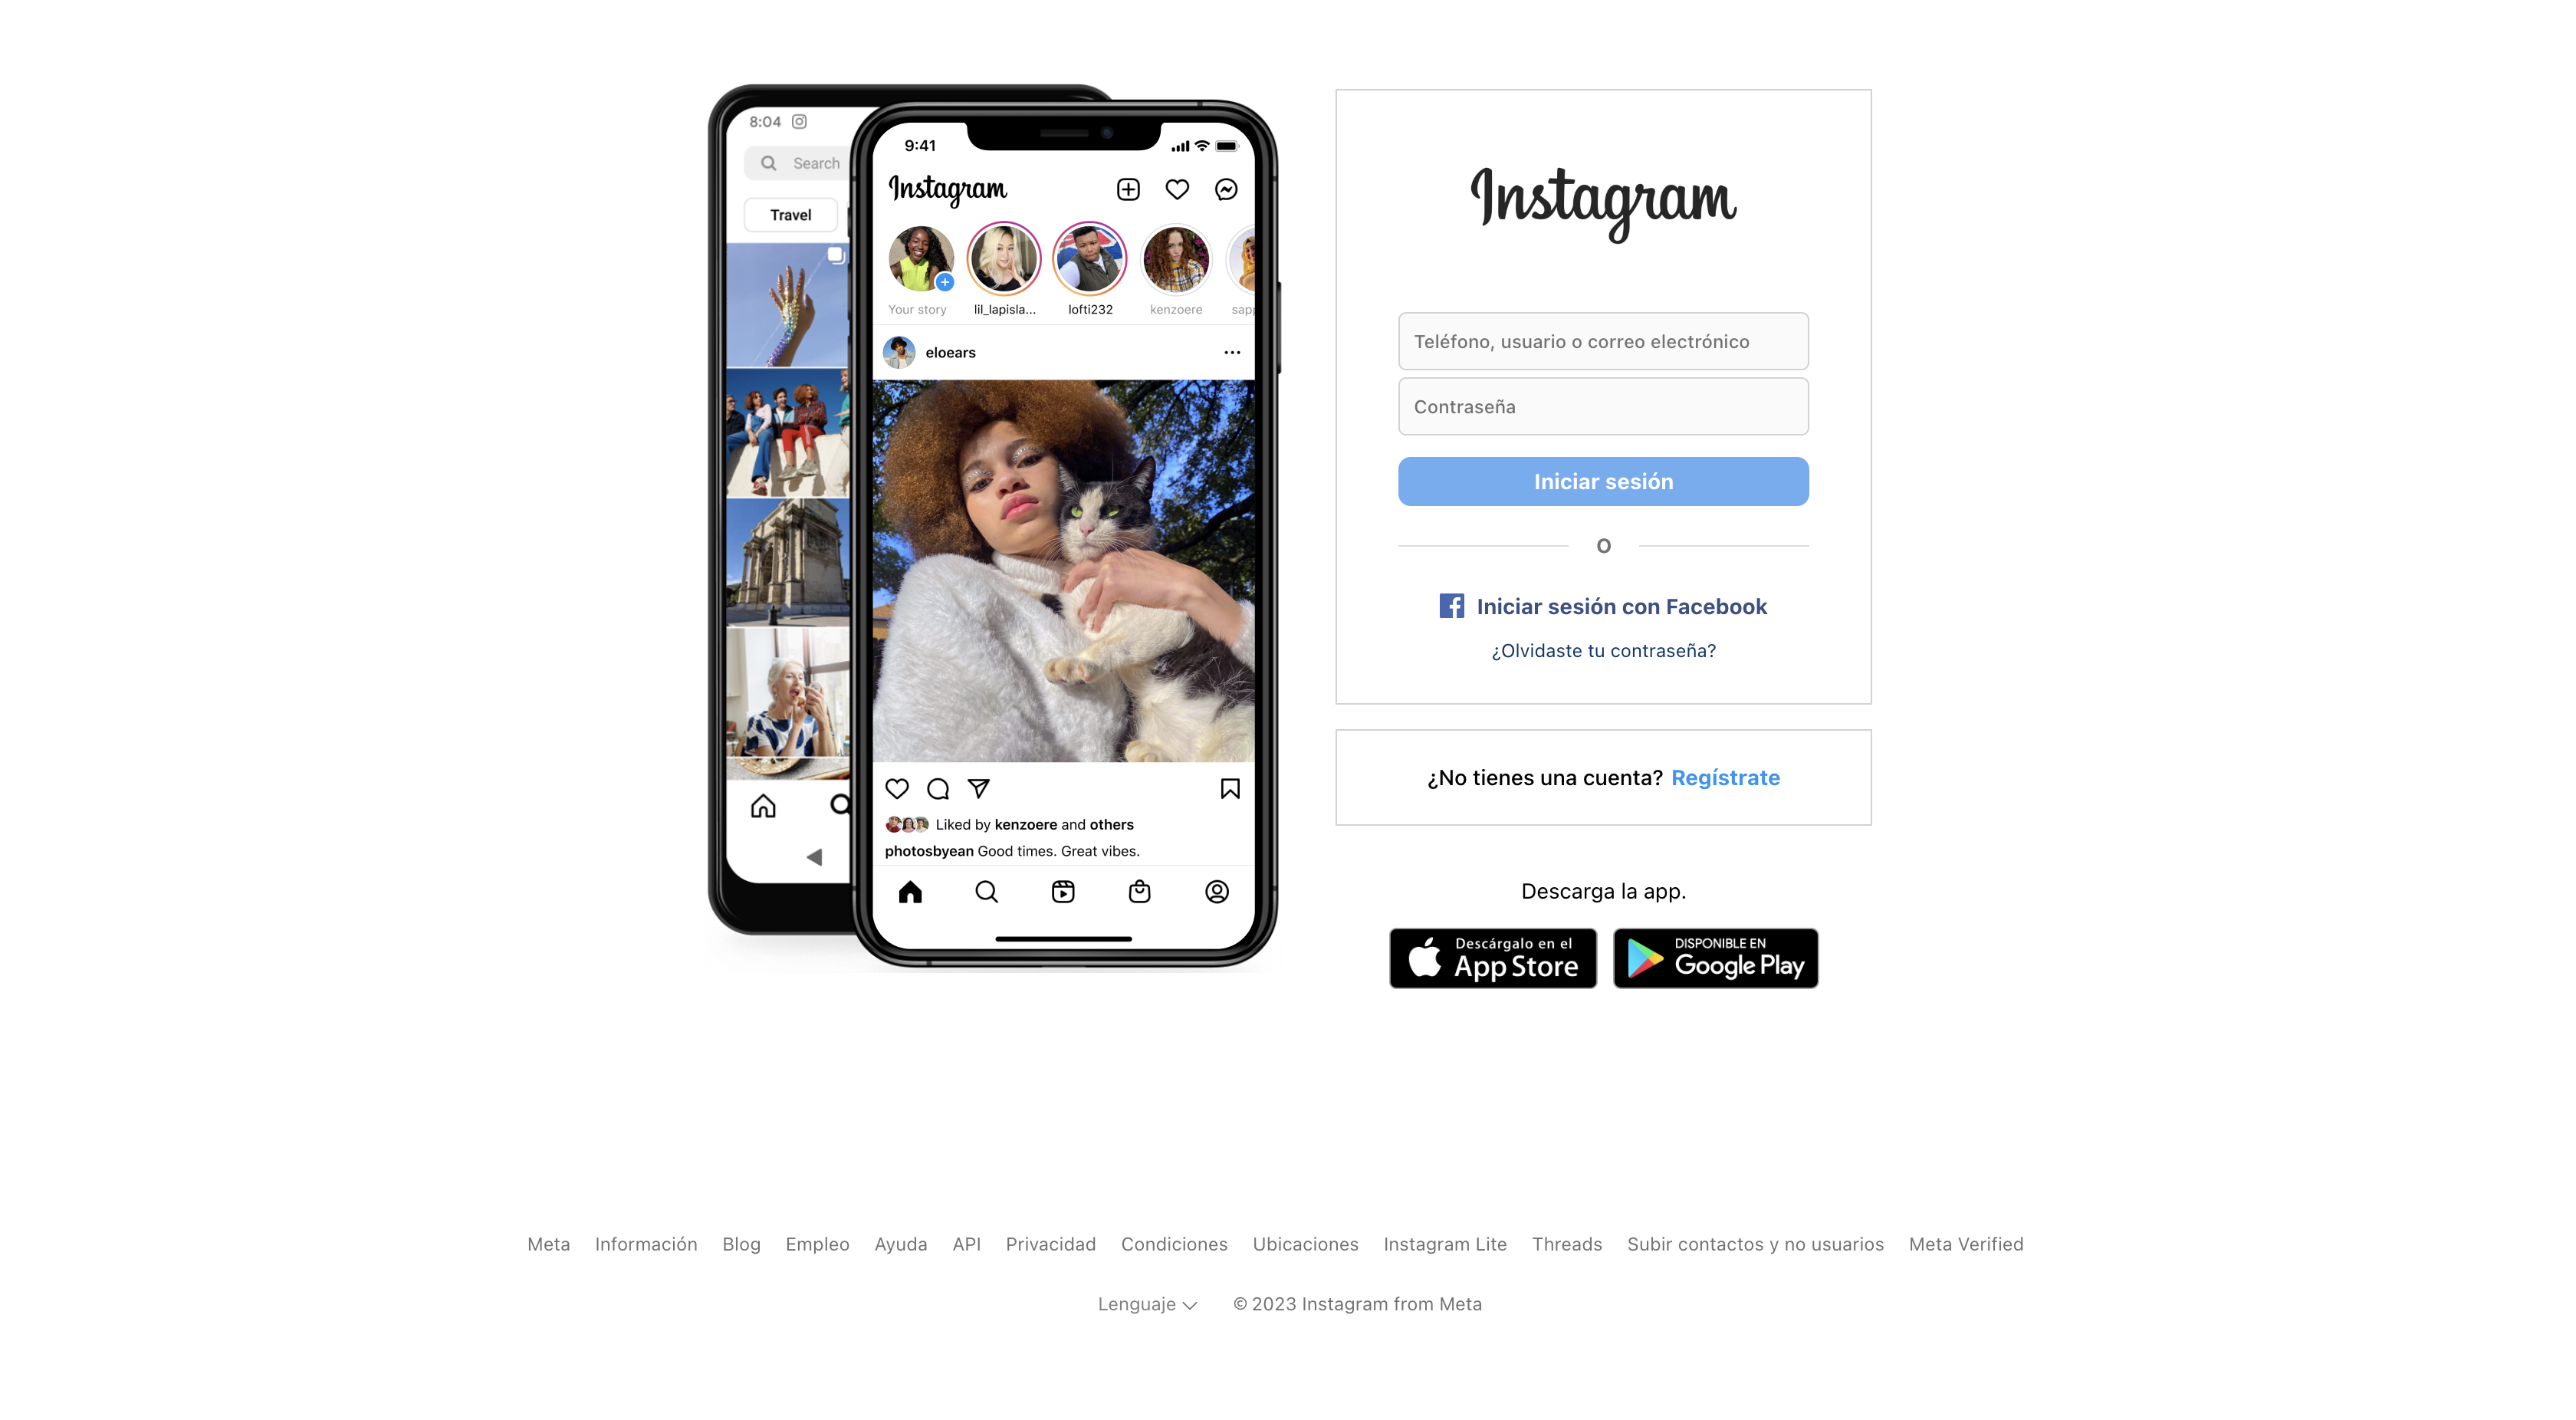 8:04
Search
Travel
9:41
Instagram
Your story
lil_lapisla...
lofti232
kenzoere
sapp
eloears
Liked by kenzoere and others
photosbyean Good times. Great vibes.
Instagram
Teléfono, usuario o correo electrónico
Contraseña
Iniciar sesión
O
Iniciar sesión con Facebook
¿Olvidaste tu contraseña?
¿No tienes una cuenta? Regístrate
Descarga la app.
Descárgalo en el
App Store
DISPONIBLE EN
Google Play
Meta Información Blog Empleo Ayuda API Privacidad Condiciones Ubicaciones Instagram Lite Threads Subir contactos y no usuarios Meta Verified
Lenguaje © 2023 Instagram from Meta